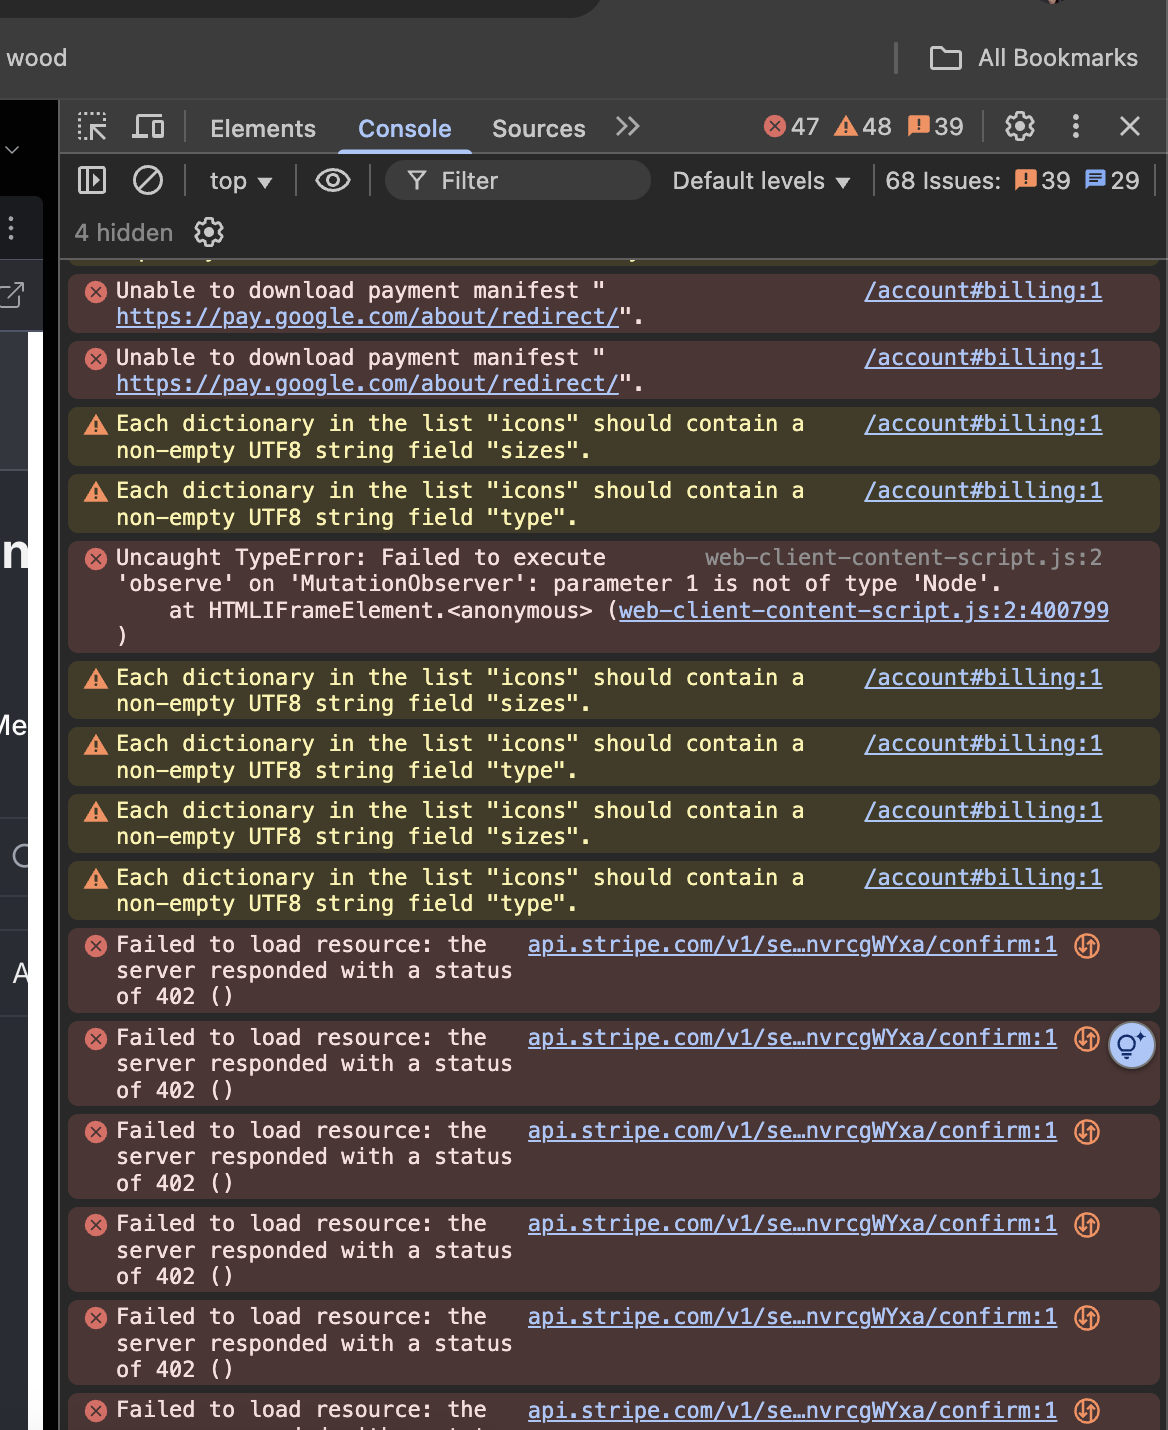 wood
All Bookmarks
Elements Console Sources 47 48 39
top Filter Default levels 68 Issues: 39 29
4 hidden
Unable to download payment manifest " /account#billing:1
https://pay.google.com/about/redirect/".
Unable to download payment manifest " /account#billing:1
https://pay.google.com/about/redirect/".
Each dictionary in the list "icons" should contain a /account#billing:1
non-empty UTF8 string field "sizes".
Each dictionary in the list "icons" should contain a /account#billing:1
non-empty UTF8 string field "type".
Uncaught TypeError: Failed to execute web-client-content-script.js:2
'observe' on 'MutationObserver': parameter 1 is not of type 'Node'.
at HTMLIFrameElement.<anonymous> (web-client-content-script.js:2:400799
)
Each dictionary in the list "icons" should contain a /account#billing:1
non-empty UTF8 string field "sizes".
Me
Each dictionary in the list "icons" should contain a /account#billing:1
non-empty UTF8 string field "type".
Each dictionary in the list "icons" should contain a /account#billing:1
non-empty UTF8 string field "sizes".
Each dictionary in the list "icons" should contain a /account#billing:1
non-empty UTF8 string field "type".
Failed to load resource: the api.stripe.com/v1/se…nvrcgWYxa/confirm:1
A server responded with a status
of 402 ()
Failed to load resource: the api.stripe.com/v1/se…nvrcgWYxa/confirm:1
server responded with a status
of 402 ()
Failed to load resource: the api.stripe.com/v1/se…nvrcgWYxa/confirm:1
server responded with a status
of 402 ()
Failed to load resource: the api.stripe.com/v1/se…nvrcgWYxa/confirm:1
server responded with a status
of 402 ()
Failed to load resource: the api.stripe.com/v1/se…nvrcgWYxa/confirm:1
server responded with a status
of 402 ()
Failed to load resource: the api.stripe.com/v1/se…nvrcgWYxa/confirm:1